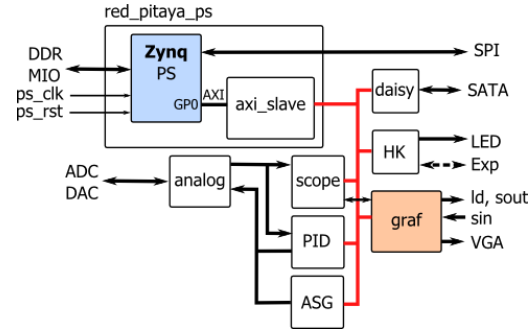 red_pitaya_ps
DDR
MIO
ps_clk
ps_rst
Zynq
PS
GP0
AXI
axi_slave
SPI
daisy
SATA
HK
LED
Exp
ADC
DAC
analog
scope
graf
ld, sout
sin
VGA
PID
ASG